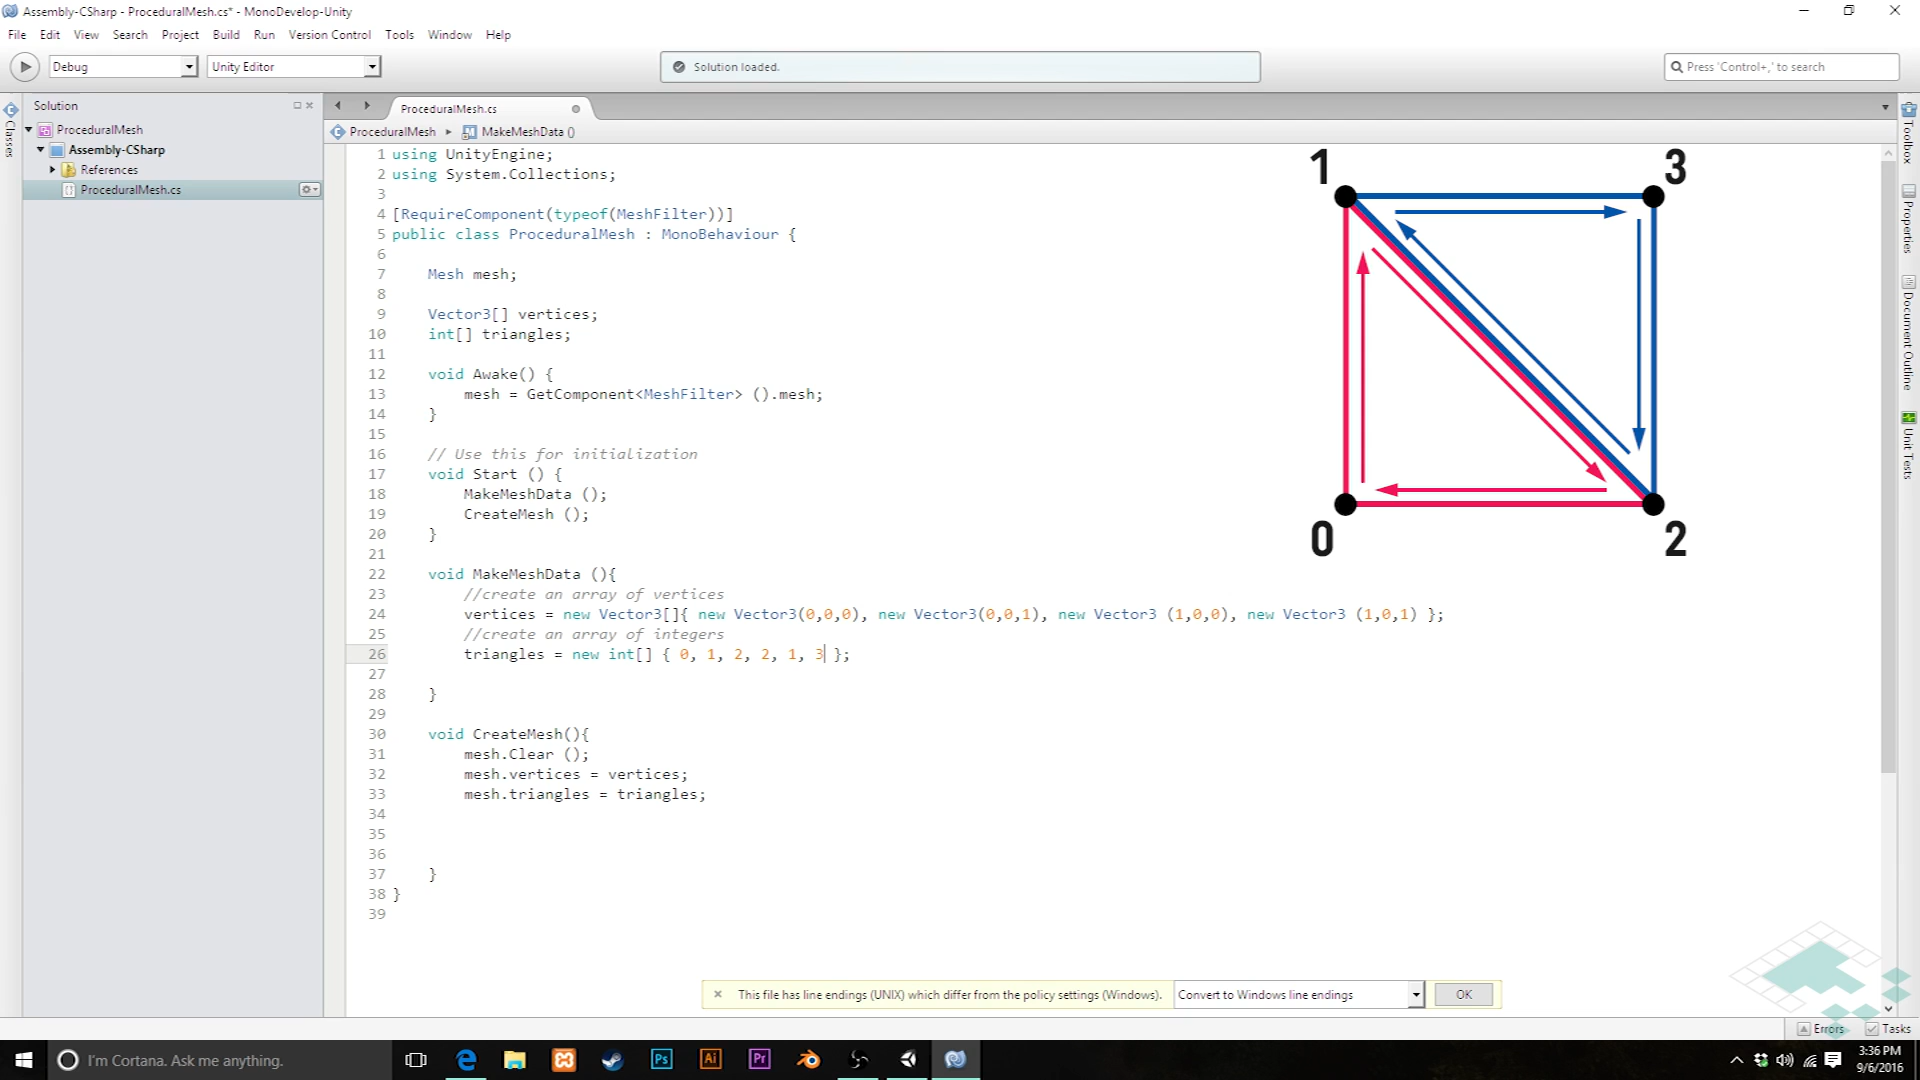 Assembly-CSharp - ProceduralMesh.cs* - MonoDevelop-Unity
File Edit View Search Project Build Run Version Control Tools Window Help
Debug Unity Editor Solution loaded. Press 'Control+,' to search
Solution
ProceduralMesh
Assembly-CSharp
References
ProceduralMesh.cs
Classes
ProceduralMesh.cs
ProceduralMesh MakeMeshData ()
1 using UnityEngine;
2 using System.Collections;
3
4 [RequireComponent(typeof(MeshFilter))]
5 public class ProceduralMesh : MonoBehaviour {
6
7 Mesh mesh;
8
9 Vector3[] vertices;
10 int[] triangles;
11
12 void Awake() {
13 mesh = GetComponent<MeshFilter> ().mesh;
14 }
15
16 // Use this for initialization
17 void Start () {
18 MakeMeshData ();
19 CreateMesh ();
20 }
21
22 void MakeMeshData (){
23 //create an array of vertices
24 vertices = new Vector3[]{ new Vector3(0,0,0), new Vector3(0,0,1), new Vector3 (1,0,0), new Vector3 (1,0,1) };
25 //create an array of integers
26 triangles = new int[] { 0, 1, 2, 2, 1, 3 };
27
28 }
29
30 void CreateMesh(){
31 mesh.Clear ();
32 mesh.vertices = vertices;
33 mesh.triangles = triangles;
34
35
36
37 }
38 }
39
1 3
0 2
Toolbox
Properties
Document Outline
Unit Tests
This file has line endings (UNIX) which differ from the policy settings (Windows). Convert to Windows line endings OK
Errors Tasks
I'm Cortana. Ask me anything.
Ps Ai Pr
3:36 PM
9/6/2016